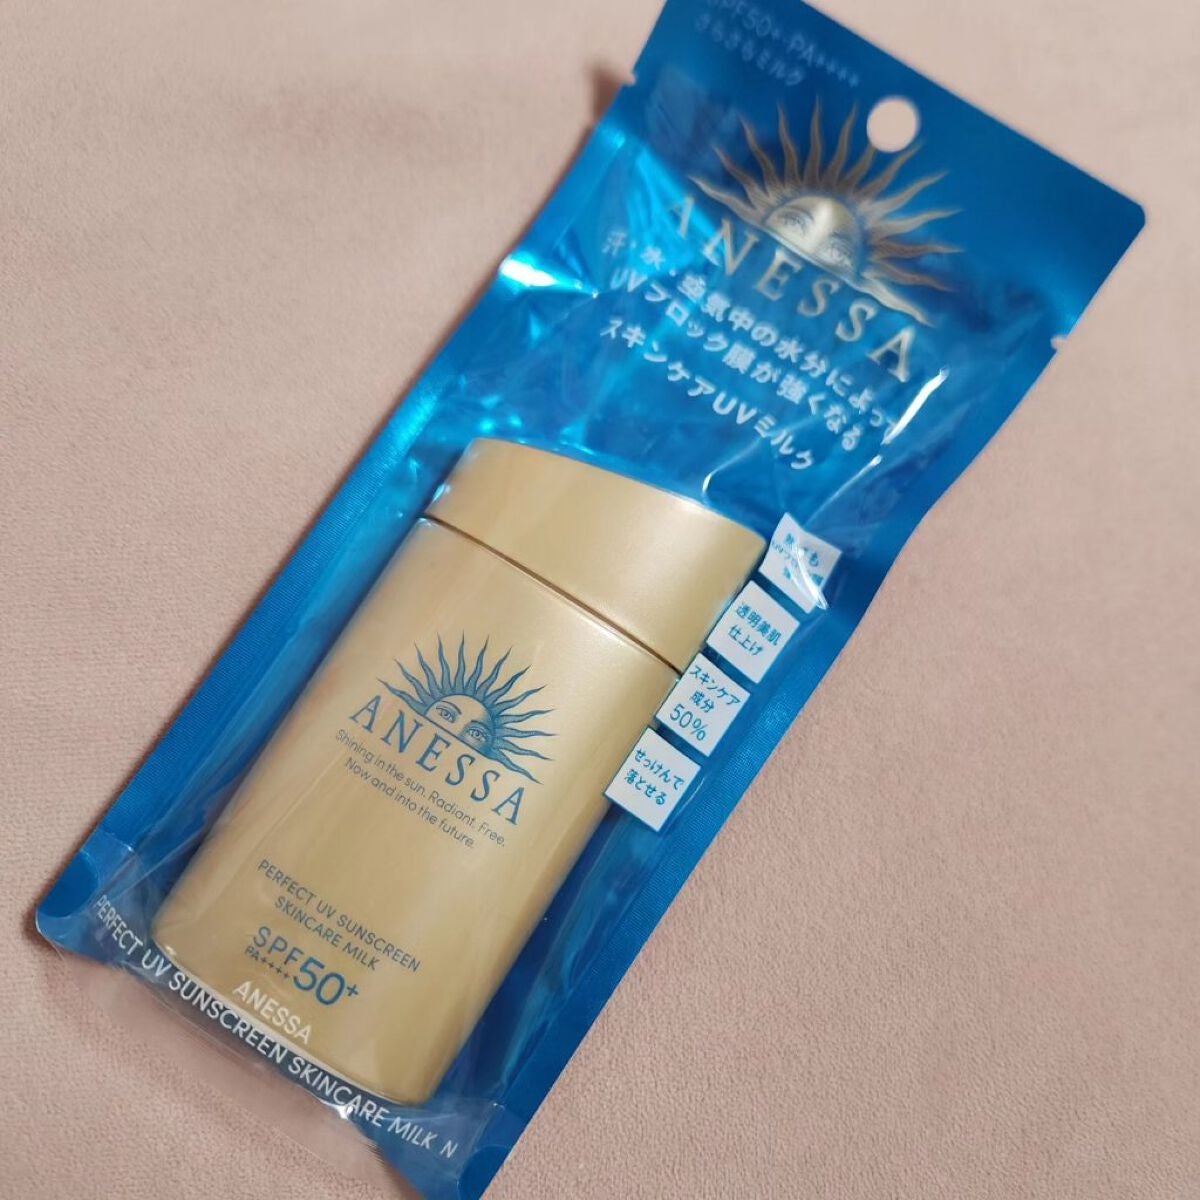 SPF50+・PA++++
さらさらミルク
ANESSA
汗・水・空気中の水分によって
UVブロック膜が強くなる
スキンケアUVミルク
透明美肌
仕上げ
スキンケア
成分
50%
せっけんで
落とせる
ANESSA
Shining in the sun. Radiant. Free.
Now and into the future.
PERFECT UV SUNSCREEN
SKINCARE MILK
SPF50+
PA++++
ANESSA
PERFECT UV SUNSCREEN SKINCARE MILK N